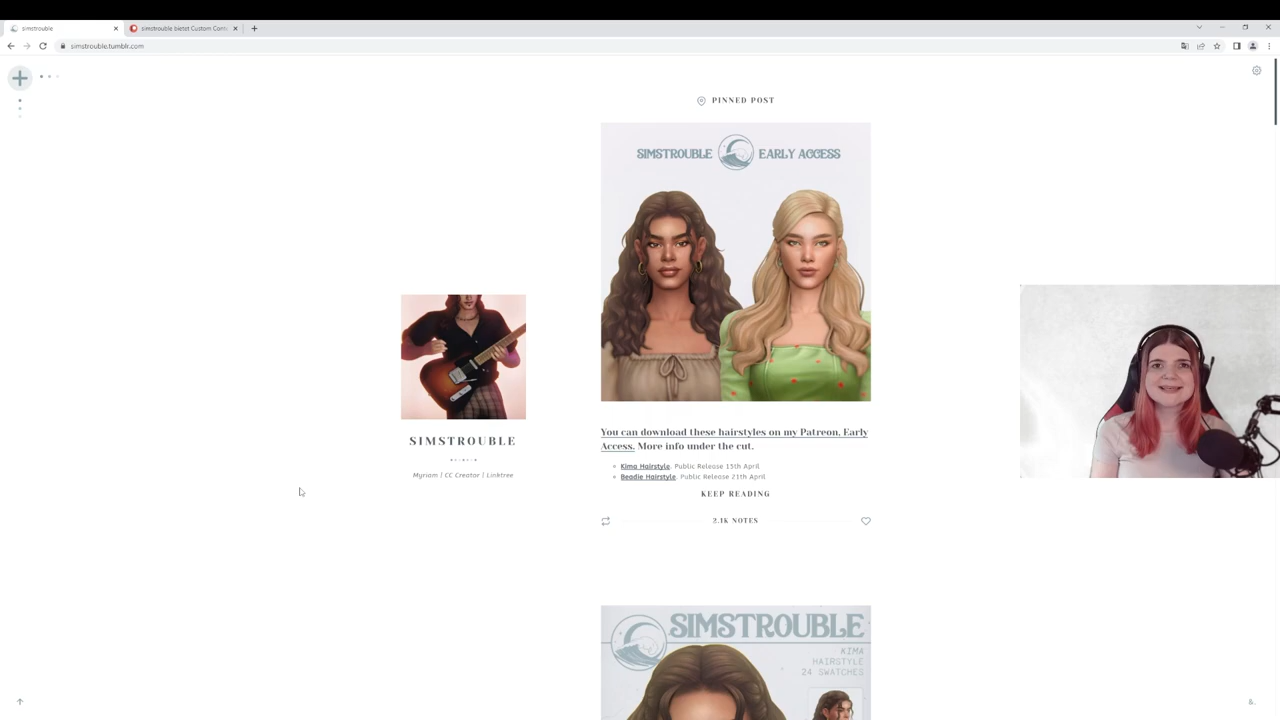 simstrouble
simstrouble bietet Custom Cont
simstrouble.tumblr.com
PINNED POST
SIMSTROUBLE EARLY ACCESS
SIMSTROUBLE
Myriam | CC Creator | Linktree
You can download these hairstyles on my Patreon, Early
Access. More info under the cut.
Kima Hairstyle. Public Release 15th April
Beadie Hairstyle. Public Release 21th April
KEEP READING
2.1K NOTES
SIMSTROUBLE
KIMA
HAIRSTYLE
24 SWATCHES
&.